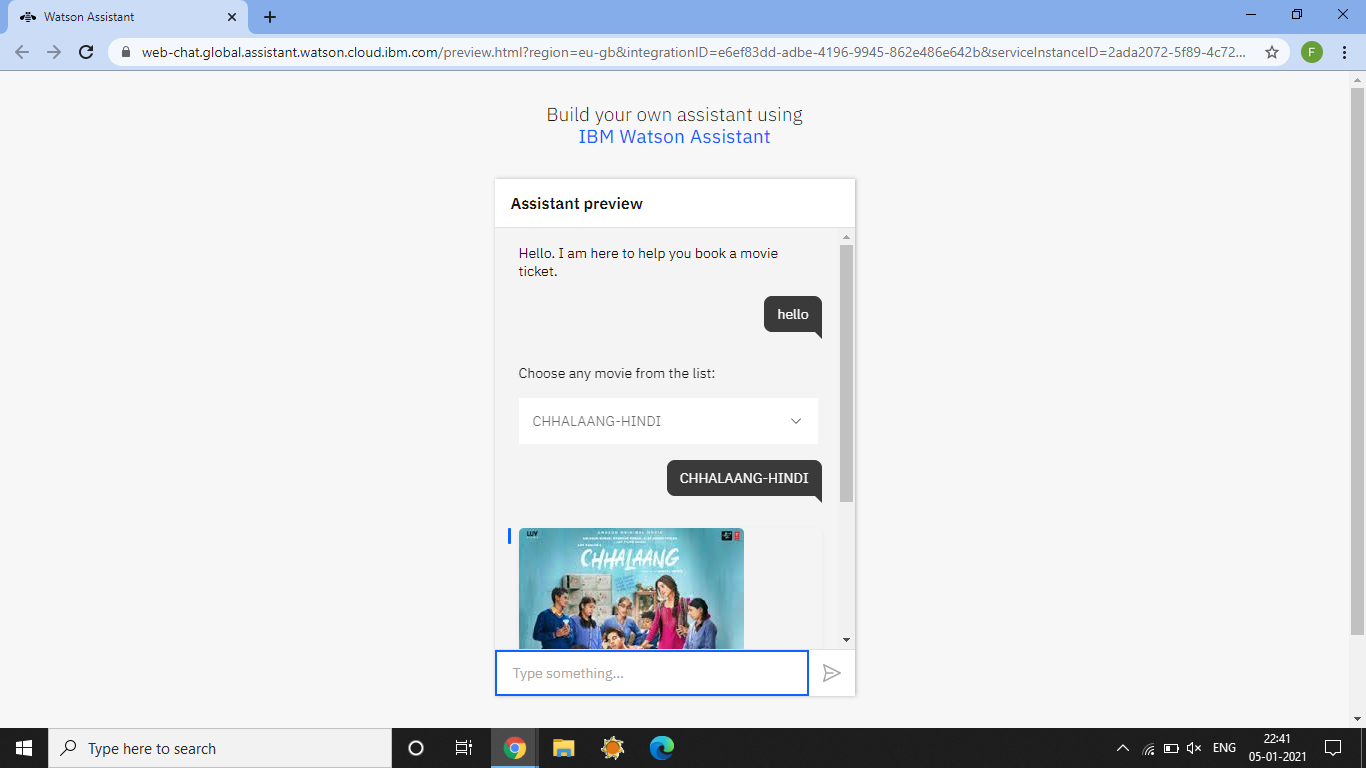 Watson Assistant
web-chat.global.assistant.watson.cloud.ibm.com/preview.html?region=eu-gb&integrationID=e6ef83dd-adbe-4196-9945-862e486e642b&serviceInstanceID=2ada2072-5f89-4c72...
F
Build your own assistant using
IBM Watson Assistant
Assistant preview
Hello. I am here to help you book a movie
ticket.
hello
Choose any movie from the list:
CHHALAANG-HINDI
CHHALAANG-HINDI
LUV
CHHALAANG
Type something...
Type here to search
ENG
22:41
05-01-2021